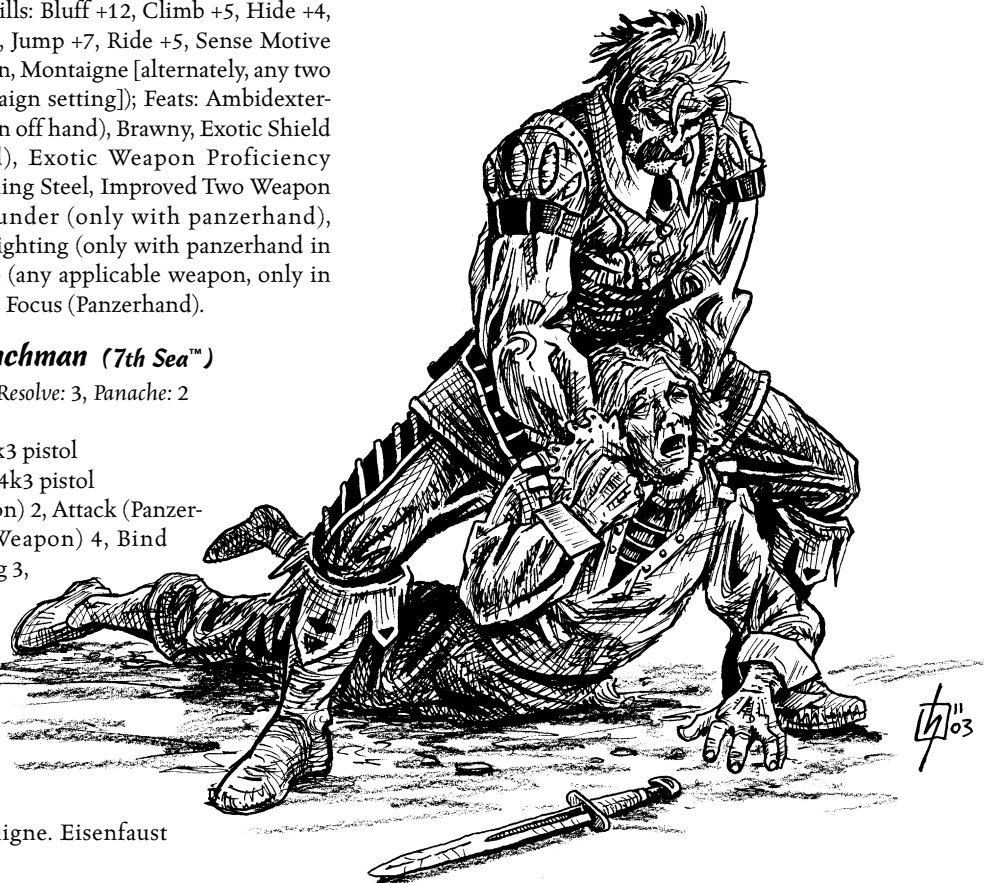 ills: Bluff +12, Climb +5, Hide +4,
, Jump +7, Ride +5, Sense Motive
n, Montaigne [alternately, any two
aign setting]); Feats: Ambidexter-
n off hand), Brawny, Exotic Shield
d), Exotic Weapon Proficiency
ing Steel, Improved Two Weapon
under (only with panzerhand),
ighting (only with panzerhand in
(any applicable weapon, only in
Focus (Panzerhand).
chman (7th Sea™)
Resolve: 3, Panache: 2
k3 pistol
4k3 pistol
on) 2, Attack (Panzer-
Weapon) 4, Bind
g 3,
igne. Eisenfaust
"03